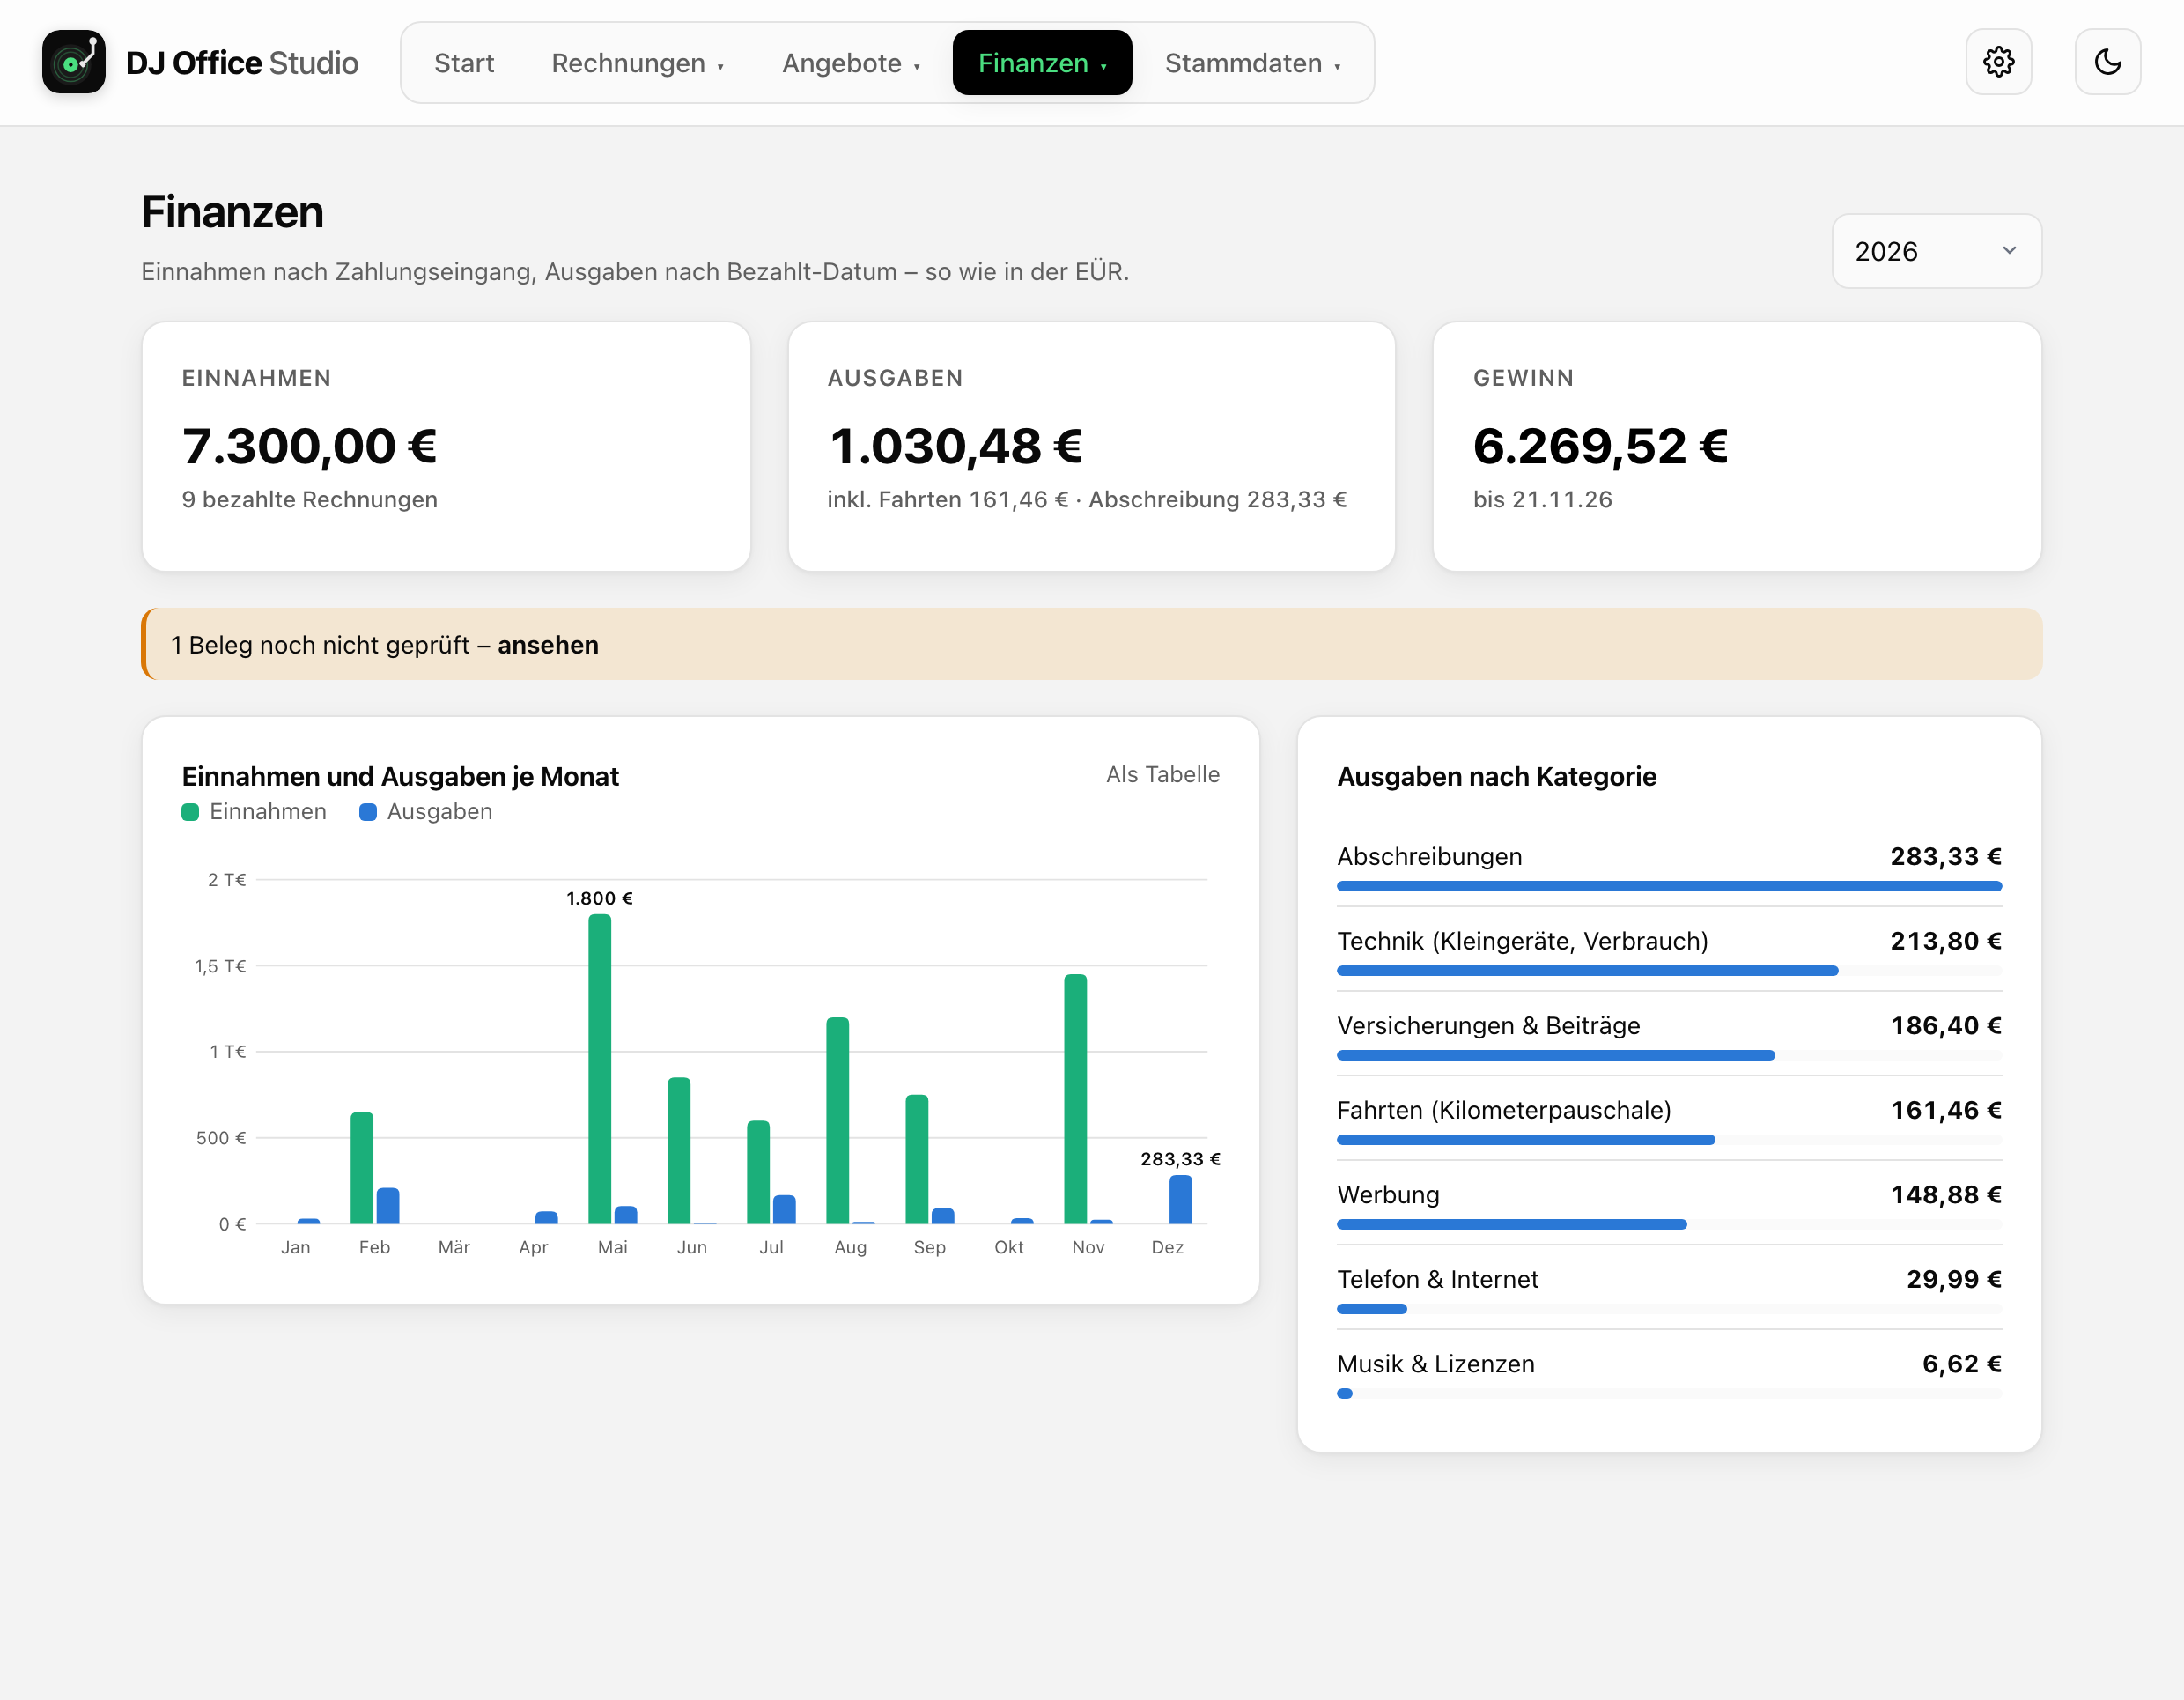 DJ Office Studio
Start
Rechnungen
Angebote
Finanzen
Stammdaten
Finanzen
Einnahmen nach Zahlungseingang, Ausgaben nach Bezahlt-Datum – so wie in der EÜR.
2026
EINNAHMEN
7.300,00 €
9 bezahlte Rechnungen
AUSGABEN
1.030,48 €
inkl. Fahrten 161,46 € · Abschreibung 283,33 €
GEWINN
6.269,52 €
bis 21.11.26
1 Beleg noch nicht geprüft – ansehen
Einnahmen und Ausgaben je Monat
Als Tabelle
Einnahmen
Ausgaben
2 T€
1.800 €
1,5 T€
1 T€
500 €
283,33 €
0 €
Jan
Feb
Mär
Apr
Mai
Jun
Jul
Aug
Sep
Okt
Nov
Dez
Ausgaben nach Kategorie
Abschreibungen 283,33 €
Technik (Kleingeräte, Verbrauch) 213,80 €
Versicherungen & Beiträge 186,40 €
Fahrten (Kilometerpauschale) 161,46 €
Werbung 148,88 €
Telefon & Internet 29,99 €
Musik & Lizenzen 6,62 €